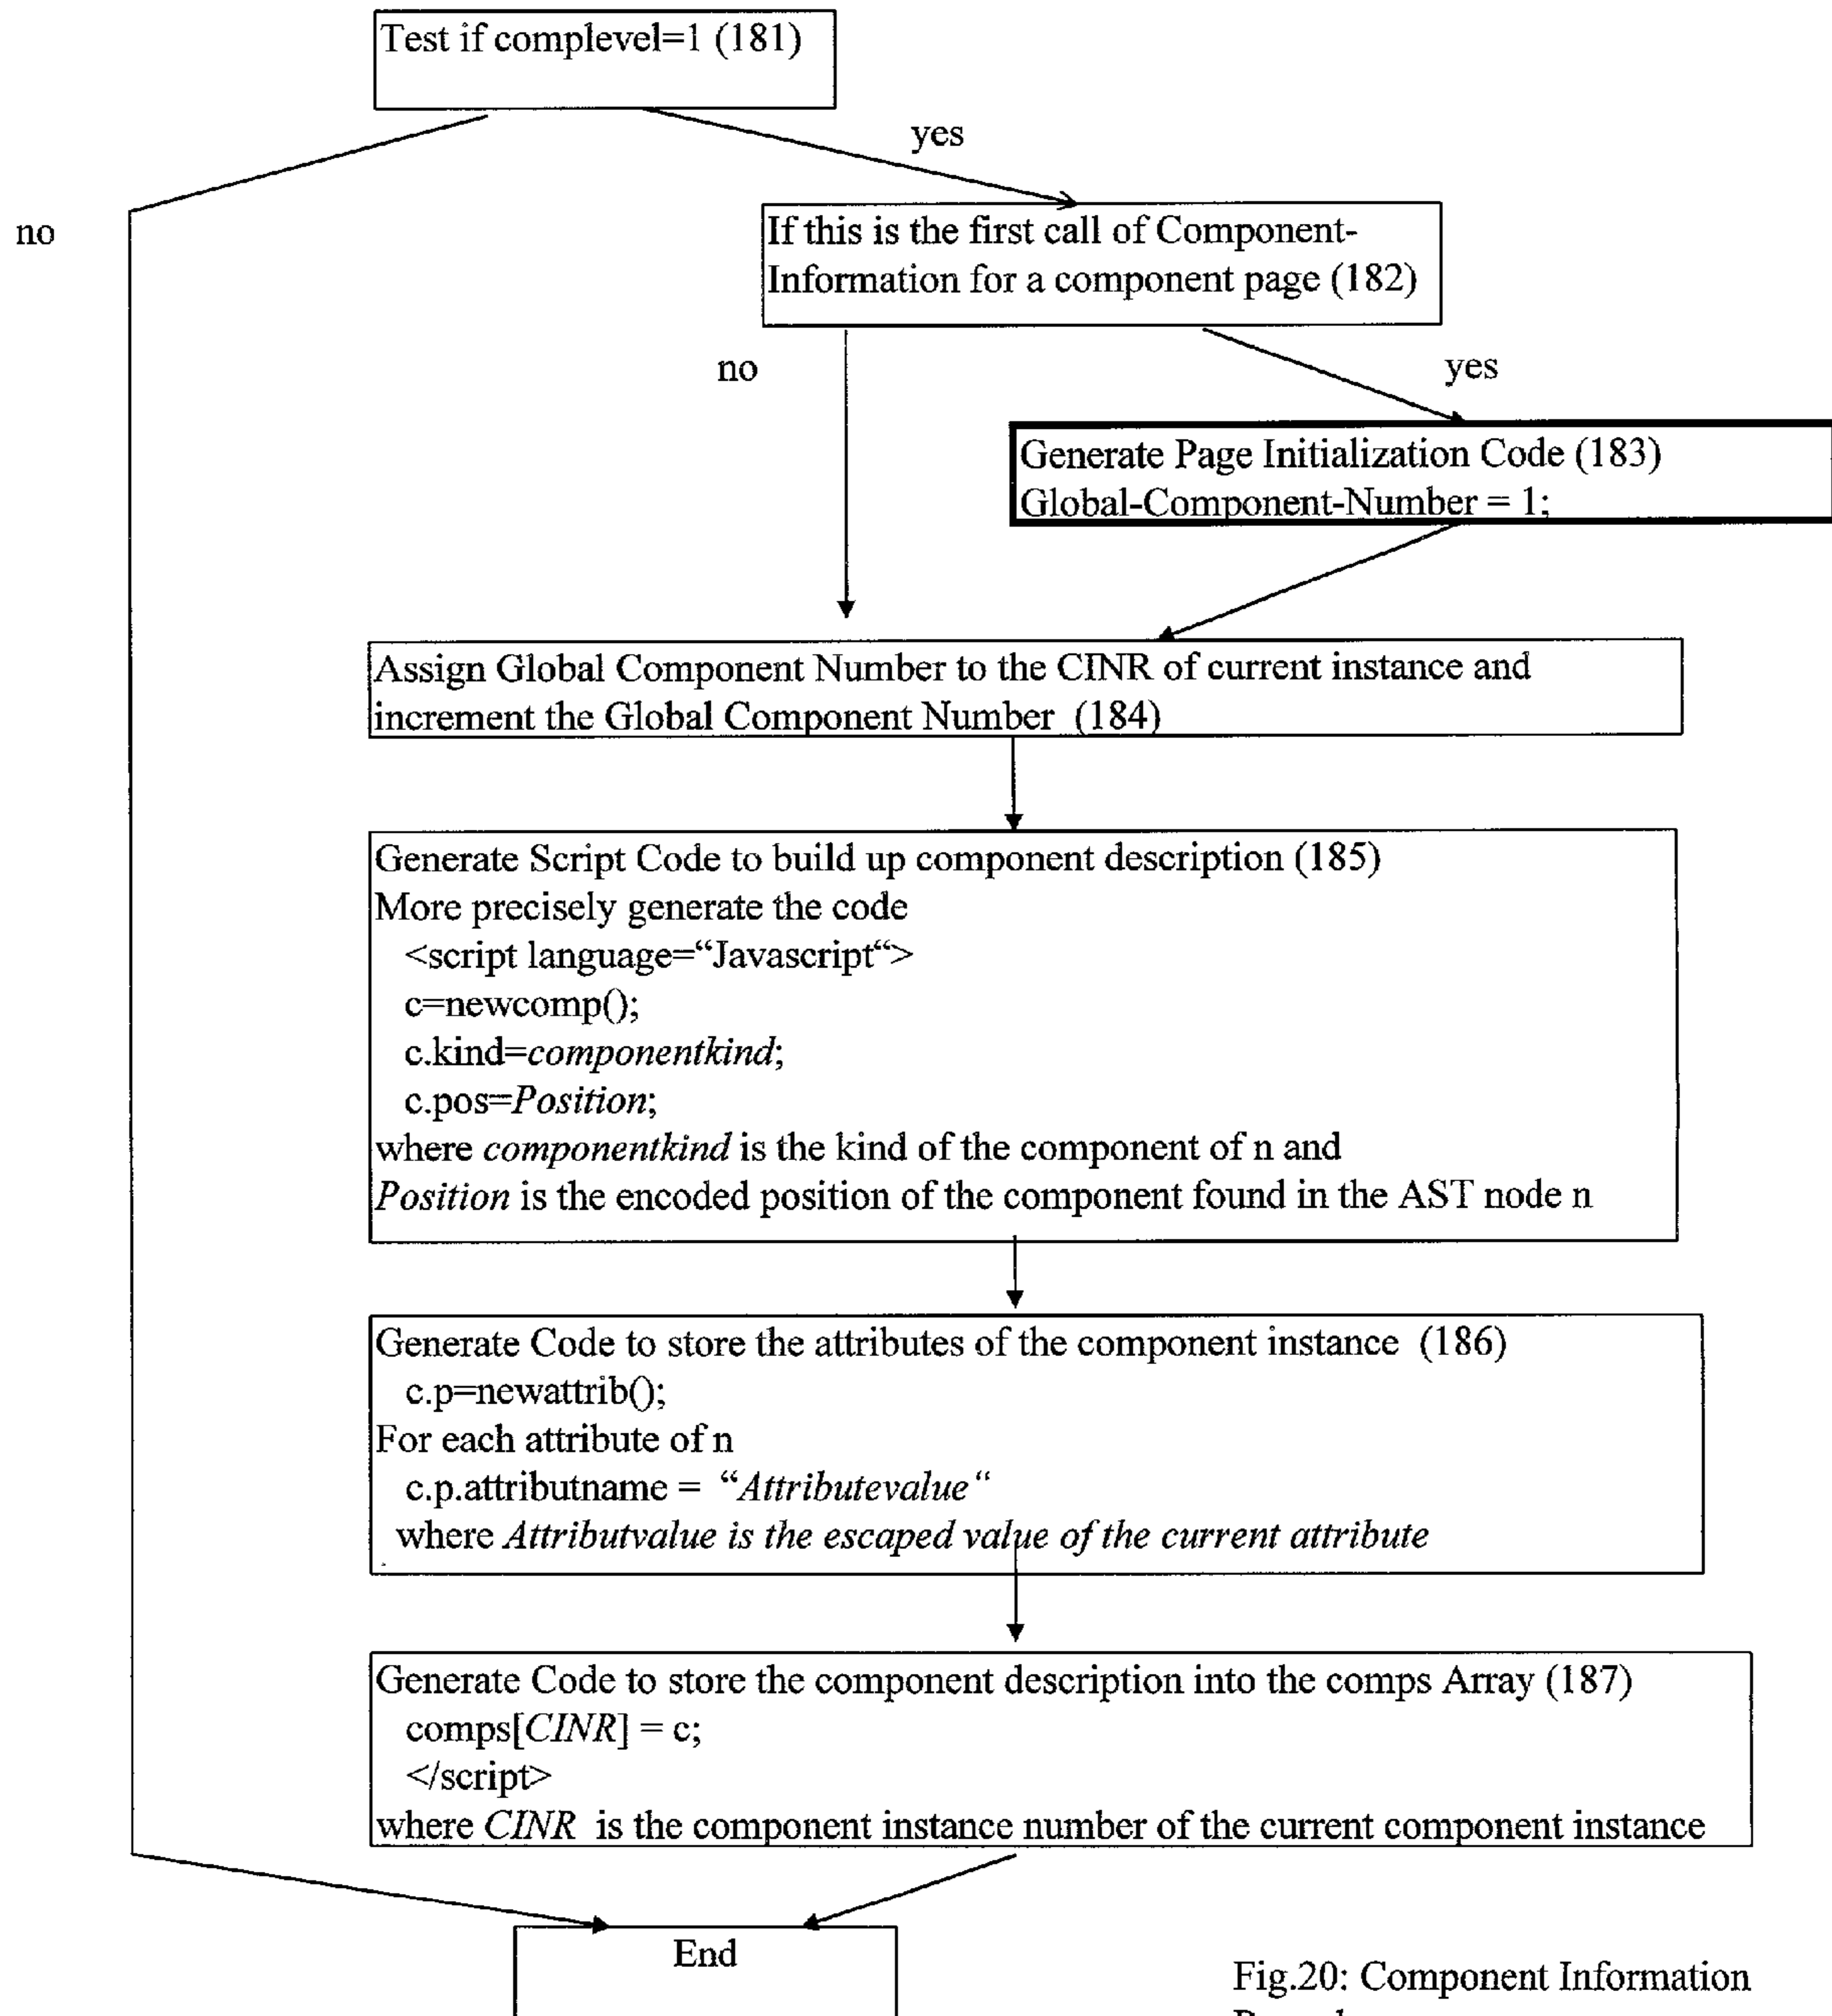 Test if complevel=1 (181)
yes
no
If this is the first call of Component-
Information for a component page (182)
no
yes
Generate Page Initialization Code (183)
Global-Component-Number = 1;
Assign Global Component Number to the CINR of current instance and
increment the Global Component Number (184)
Generate Script Code to build up component description (185)
More precisely generate the code
<script language=“Javascript“>
c=newcomp();
c.kind=componentkind;
c.pos=Position;
where componentkind is the kind of the component of n and
Position is the encoded position of the component found in the AST node n
Generate Code to store the attributes of the component instance (186)
c.p=newattrib();
For each attribute of n
c.p.attributname = “Attributevalue“
where Attributvalue is the escaped value of the current attribute
Generate Code to store the component description into the comps Array (187)
comps[CINR] = c;
</script>
where CINR is the component instance number of the current component instance
End
Fig.20: Component Information